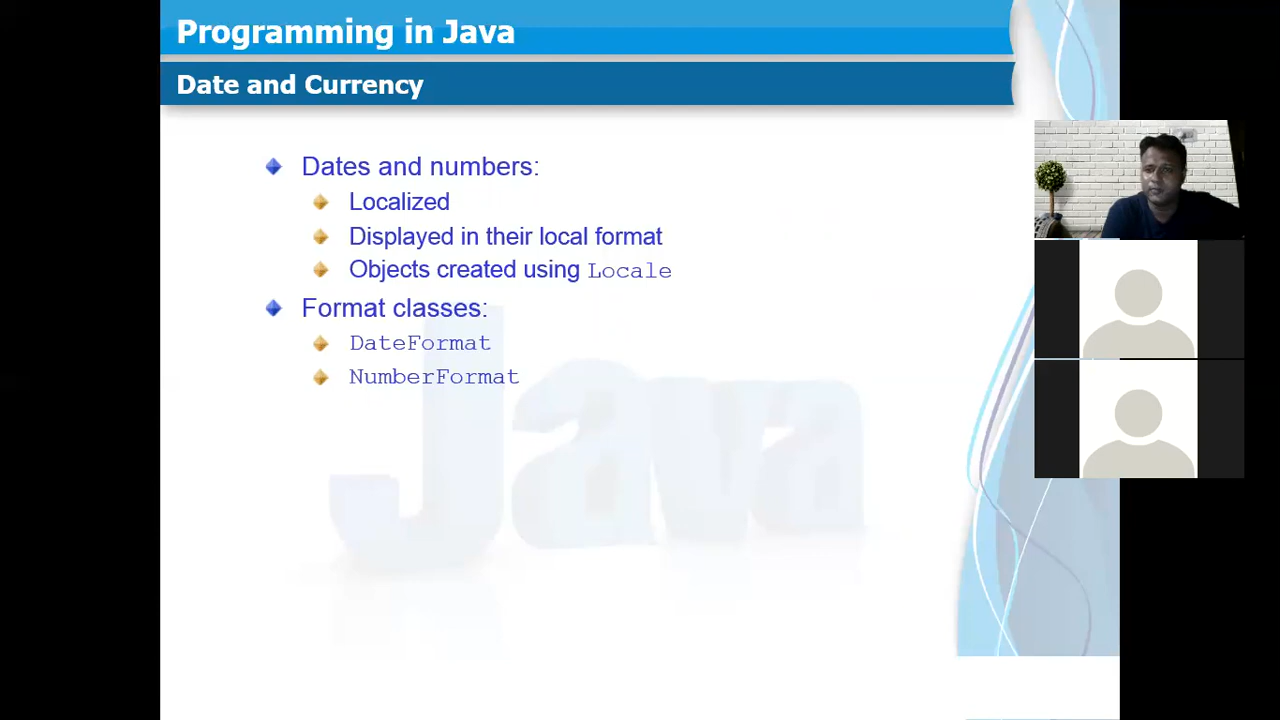 Programming in Java
Date and Currency
Dates and numbers:
Localized
Displayed in their local format
Objects created using Locale
Format classes:
DateFormat
NumberFormat
Java